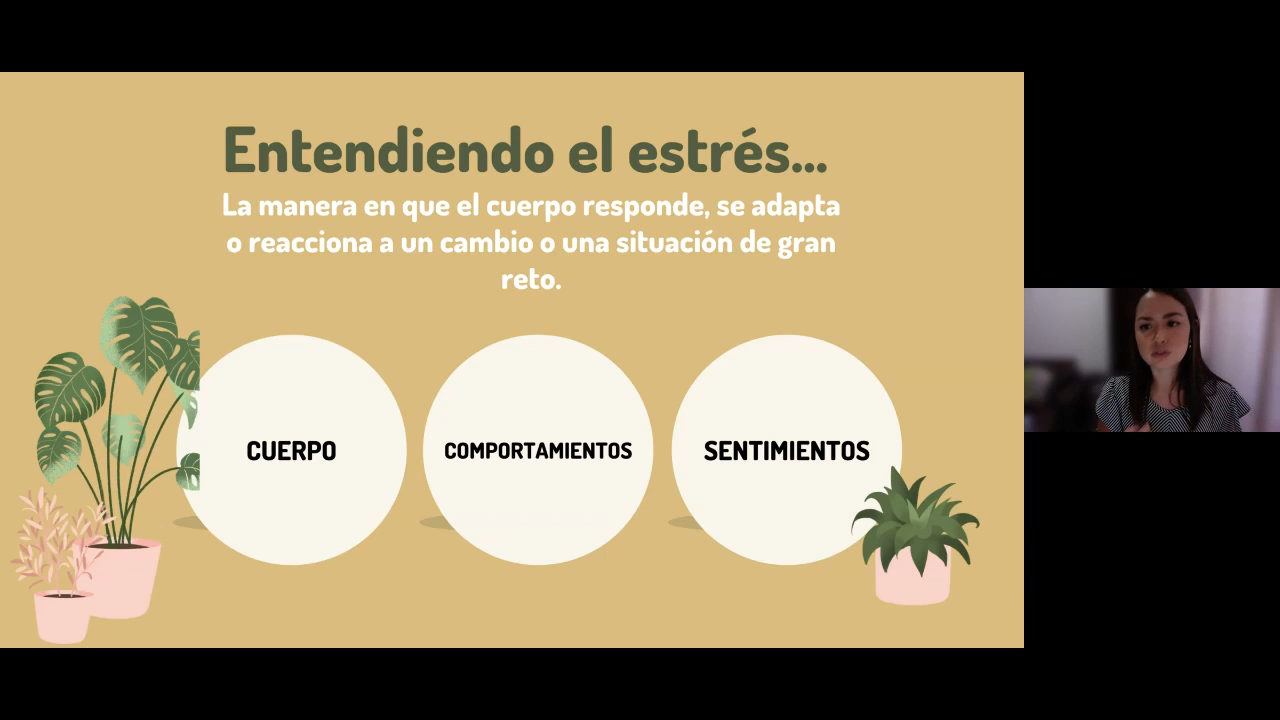 Entendiendo el estrés...
La manera en que el cuerpo responde, se adapta
o reacciona a un cambio o una situación de gran
reto.
CUERPO
COMPORTAMIENTOS
SENTIMIENTOS